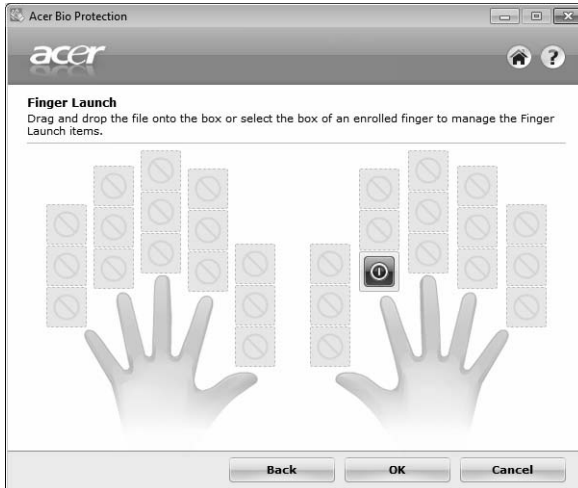 Acer Bio Protection
acer
?
Finger Launch
Drag and drop the file onto the box or select the box of an enrolled finger to manage the Finger
Launch items.
Back
OK
Cancel